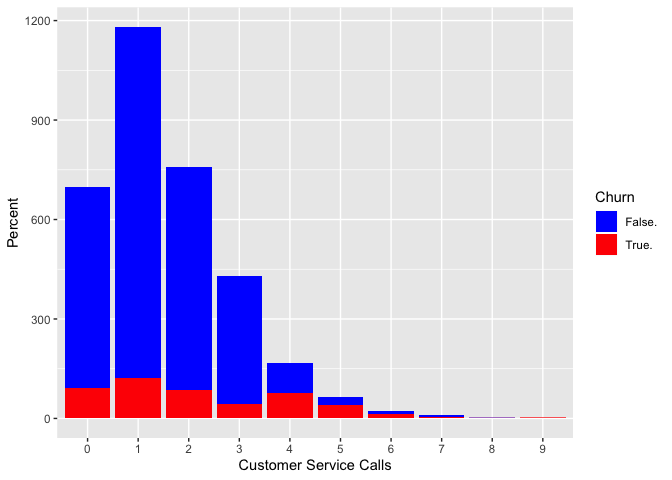 1200
900
600
300
0
Percent
0 1 2 3 4 5 6 7 8 9
Customer Service Calls
Churn
False.
True.